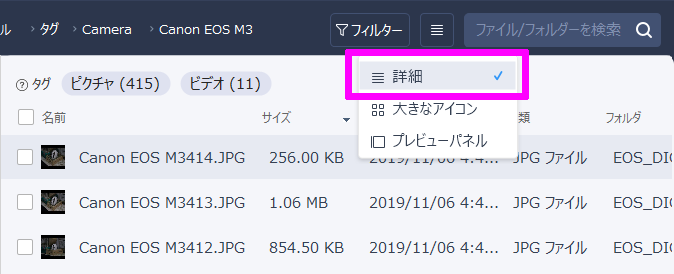 ル > タグ > Camera > Canon EOS M3 フィルター ファイル/フォルダーを検索
タグ ピクチャ (415) ビデオ (11)
詳細
大きなアイコン
プレビューパネル
名前 サイズ 類 フォルダ
Canon EOS M3414.JPG 256.00 KB 2019/11/06 4:4... JPG ファイル EOS_DIG
Canon EOS M3413.JPG 1.06 MB 2019/11/06 4:4... JPG ファイル EOS_DIG
Canon EOS M3412.JPG 854.50 KB 2019/11/06 4:4... JPG ファイル EOS_DIG